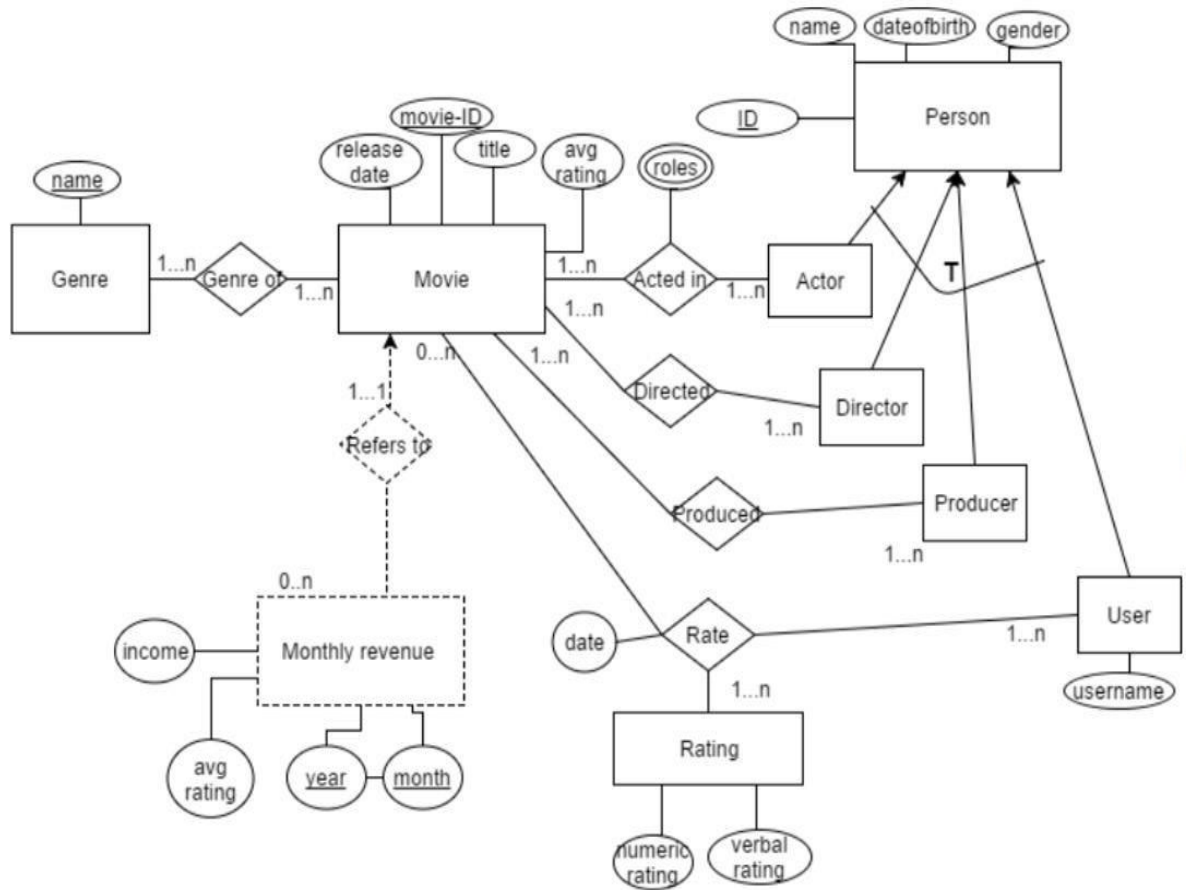 name
dateofbirth
gender
ID
Person
movie-ID
release
date
title
avg
rating
roles
name
Genre
1...n
Genre of
1...n
Movie
1...n
Acted in
1...n
Actor
T
1...n
0...n
1...n
Directed
1...n
Director
1...1
Refers to
Produced
1...n
Producer
0..n
Monthly revenue
income
avg
rating
year
month
date
Rate
1...n
User
username
1...n
Rating
numeric
rating
verbal
rating